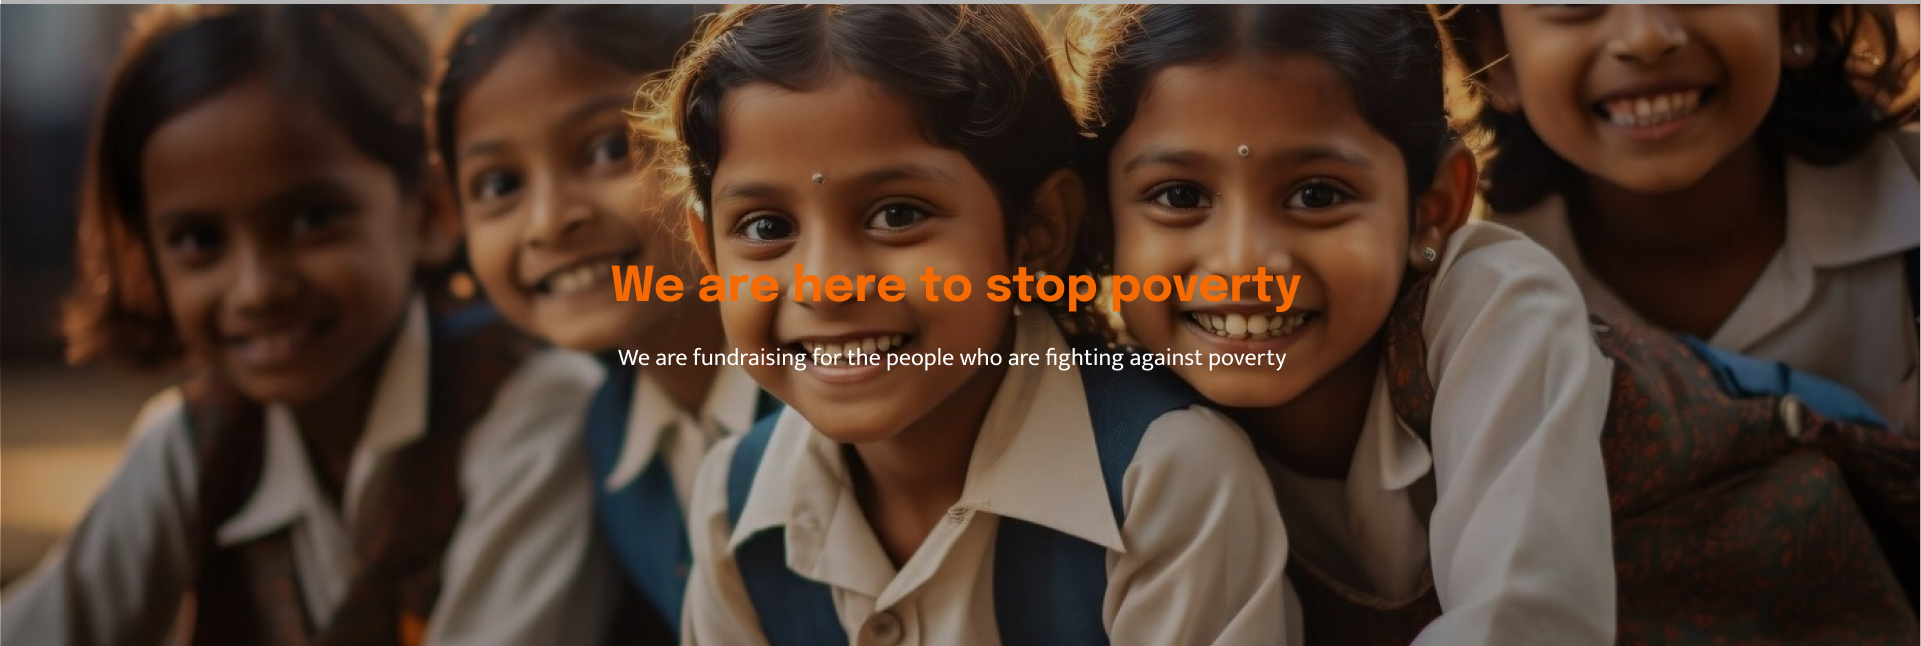 We are here to stop poverty
We are fundraising for the people who are fighting against poverty